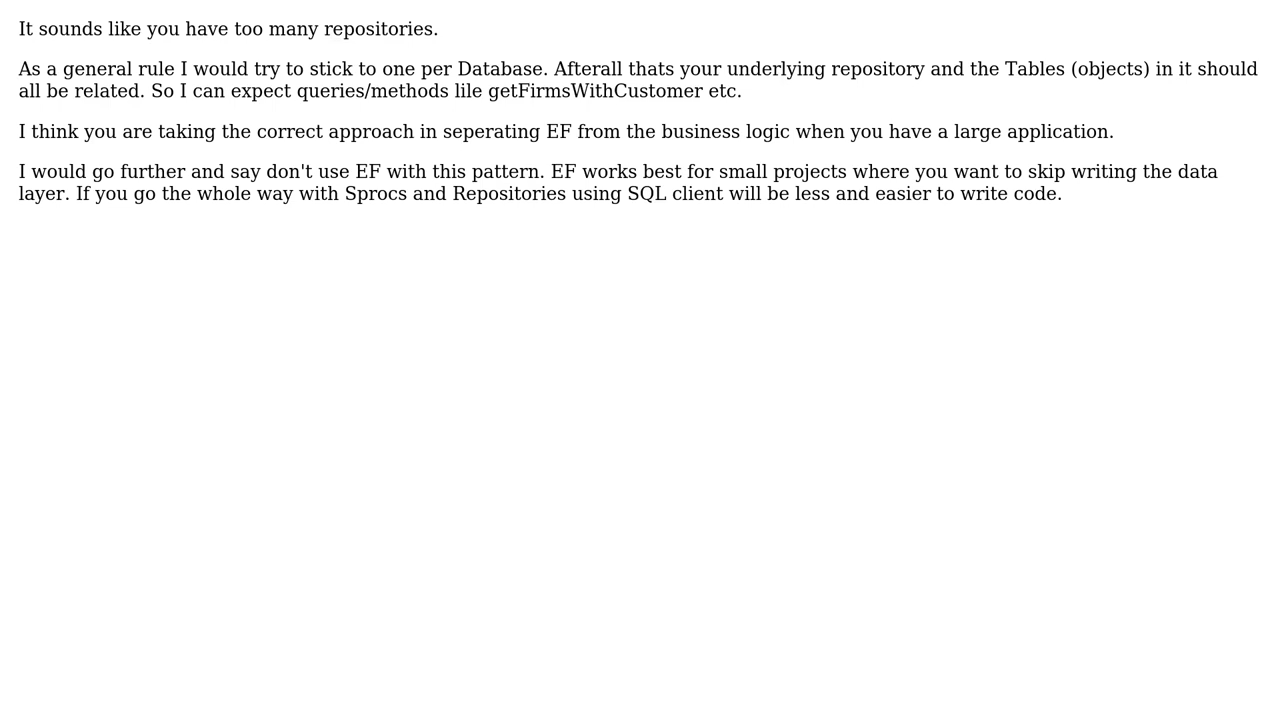 It sounds like you have too many repositories.
As a general rule I would try to stick to one per Database. Afterall thats your underlying repository and the Tables (objects) in it should
all be related. So I can expect queries/methods lile getFirmsWithCustomer etc.
I think you are taking the correct approach in seperating EF from the business logic when you have a large application.
I would go further and say don't use EF with this pattern. EF works best for small projects where you want to skip writing the data
layer. If you go the whole way with Sprocs and Repositories using SQL client will be less and easier to write code.